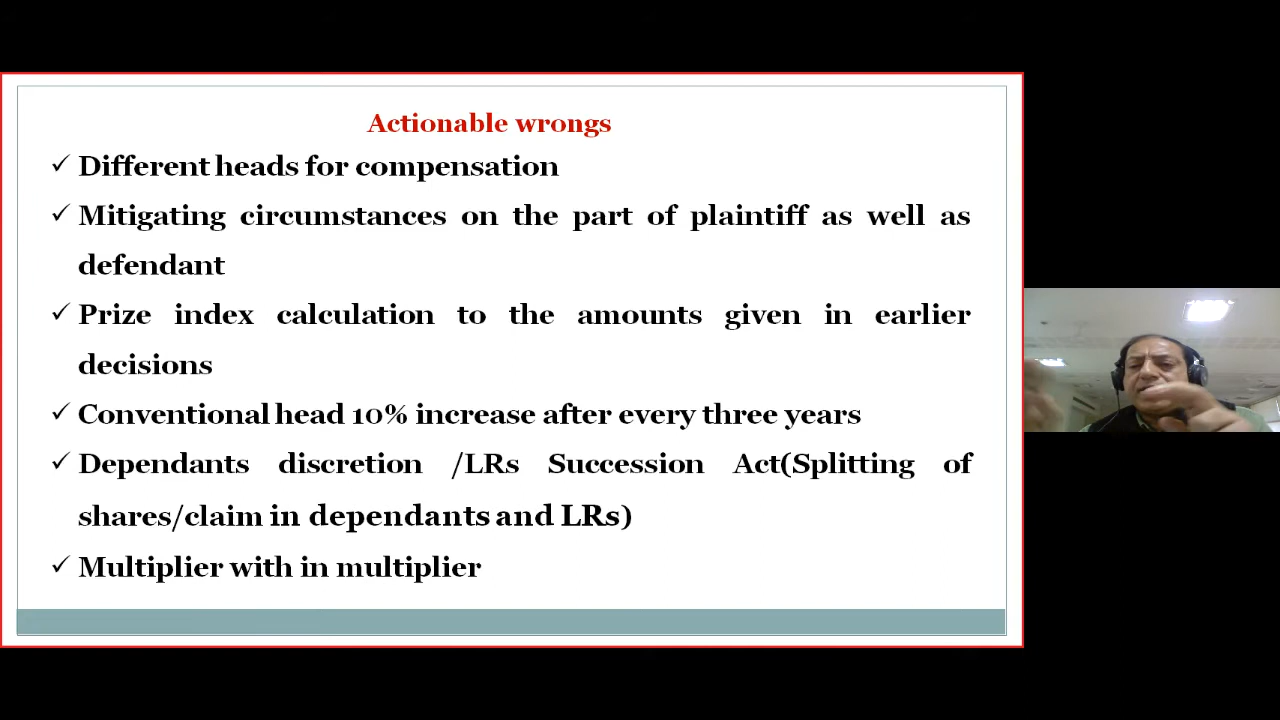 Actionable wrongs
✓ Different heads for compensation
✓ Mitigating circumstances on the part of plaintiff as well as
defendant
✓ Prize index calculation to the amounts given in earlier
decisions
✓ Conventional head 10% increase after every three years
✓ Dependants discretion /LRs Succession Act(Splitting of
shares/claim in dependants and LRs)
✓ Multiplier with in multiplier